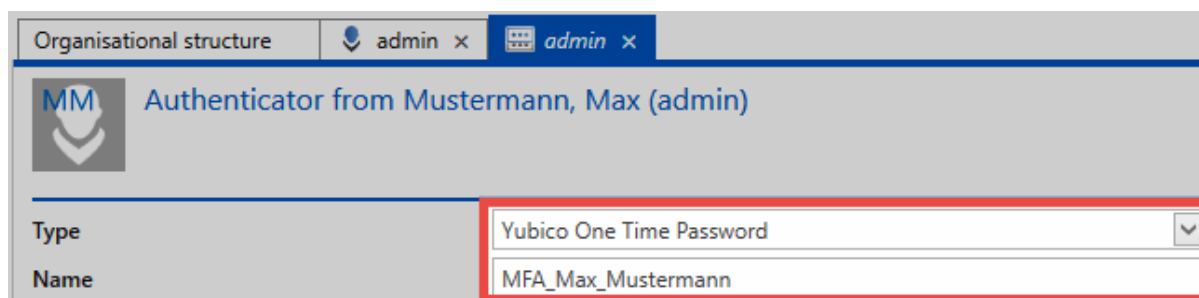 Organisational structure admin × admin ×
MM Authenticator from Mustermann, Max (admin)
Type Yubico One Time Password
Name MFA_Max_Mustermann